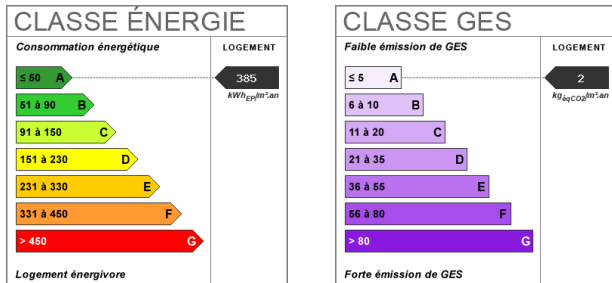 CLASSE ÉNERGIE
Consommation énergétique
LOGEMENT
≤ 50 A
385
kWhEP/m².an
51 à 90 B
91 à 150 C
151 à 230 D
231 à 330 E
331 à 450 F
> 450 G
Logement énergivore
CLASSE GES
Faible émission de GES
LOGEMENT
≤ 5 A
2
kgéqCO2/m².an
6 à 10 B
11 à 20 C
21 à 35 D
36 à 55 E
56 à 80 F
> 80 G
Forte émission de GES